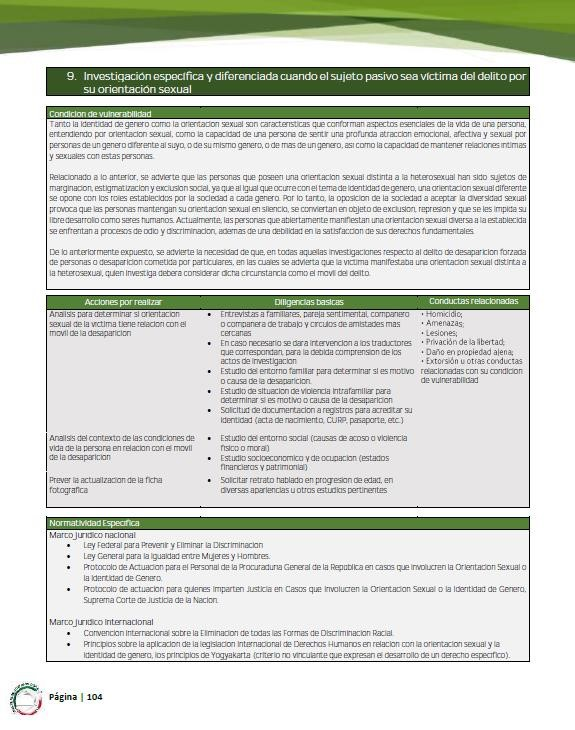 9. Investigación específica y diferenciada cuando el sujeto pasivo sea víctima del delito por
su orientación sexual
Condicion de vulnerabilidad
Tanto la identidad de genero como la orientacion sexual son caracteristicas que conforman aspectos esenciales de la vida de una persona,
entendiendo por orientacion sexual, como la capacidad de una persona de sentir una profunda atraccion emocional, afectiva y sexual por
personas de un genero diferente al suyo, o de su mismo genero, o de mas de un genero, asi como la capacidad de mantener relaciones intimas
y sexuales con estas personas.
Relacionado a lo anterior, se advierte que las personas que poseen una orientacion sexual distinta a la heterosexual han sido sujetos de
marginacion, estigmatizacion y exclusion social, ya que al igual que ocurre con el tema de identidad de genero, una orientacion sexual diferente
se opone con los roles establecidos por la sociedad a cada genero. Por lo tanto, la oposicion de la sociedad a aceptar la diversidad sexual
provoca que las personas mantengan su orientacion sexual en silencio, se conviertan en objeto de exclusion, represion y que se les impida su
libre desarrollo como seres humanos. Actualmente, las personas que abiertamente manifiestan una orientacion sexual diversa a la establecida
se enfrentan a procesos de odio y discriminacion, ademas de una debilidad en la satisfaccion de sus derechos fundamentales.
De lo anteriormente expuesto, se advierte la necesidad de que, en todas aquellas investigaciones respecto al delito de desaparicion forzada
de personas o desaparicion cometida por particulares, en las cuales se advierta que la victima manifestaba una orientacion sexual distinta a
la heterosexual, quien investiga debera considerar dicha circunstancia como el movil del delito.
Acciones por realizar
Diligencias basicas
Conductas relacionadas
Analisis para determinar si orientacion
sexual de la victima tiene relacion con el
movil de la desaparicion
• Entrevistas a familiares, pareja sentimental, companero
o companera de trabajo y circulos de amistades mas
cercanas
• En caso necesario se dara intervencion a los traductores
que correspondan, para la debida comprension de los
actos de investigacion
• Estudio del entorno familiar para determinar si es motivo
o causa de la desaparicion.
• Estudio de situacion de violencia intrafamiliar para
determinar si es motivo o causa de la desaparicion
• Solicitud de documentacion a registros para acreditar su
identidad (acta de nacimiento, CURP, pasaporte, etc.)
• Homicidio;
• Amenazas;
• Lesiones;
• Privación de la libertad;
• Daño en propiedad ajena;
• Extorsión u otras conductas
relacionadas con su condicion
de vulnerabilidad
Analisis del contexto de las condiciones de
vida de la persona en relacion con el movil
de la desaparicion
• Estudio del entorno social (causas de acoso o violencia
fisico o moral)
• Estudio socioeconomico y de ocupacion (estados
financieros y patrimonial)
Prever la actualizacion de la ficha
fotografica
• Solicitar retrato hablado en progresion de edad, en
diversas apariencias u otros estudios pertinentes
Normatividad Especifica
Marco Juridico nacional
• Ley Federal para Prevenir y Eliminar la Discriminacion
• Ley General para la Igualdad entre Mujeres y Hombres.
• Protocolo de Actuacion para el Personal de la Procuraduria General de la Republica en casos que involucren la Orientacion Sexual o
la Identidad de Genero.
• Protocolo de actuacion para quienes imparten Justicia en Casos que Involucren la Orientacion Sexual o la Identidad de Genero,
Suprema Corte de Justicia de la Nacion.
Marco Juridico Internacional
• Convencion Internacional sobre la Eliminacion de todas las Formas de Discriminacion Racial.
• Principios sobre la aplicacion de la legislacion internacional de Derechos Humanos en relacion con la orientacion sexual y la
identidad de genero, los principios de Yogyakarta (criterio no vinculante que expresan el desarrollo de un derecho especifico).
Página | 104